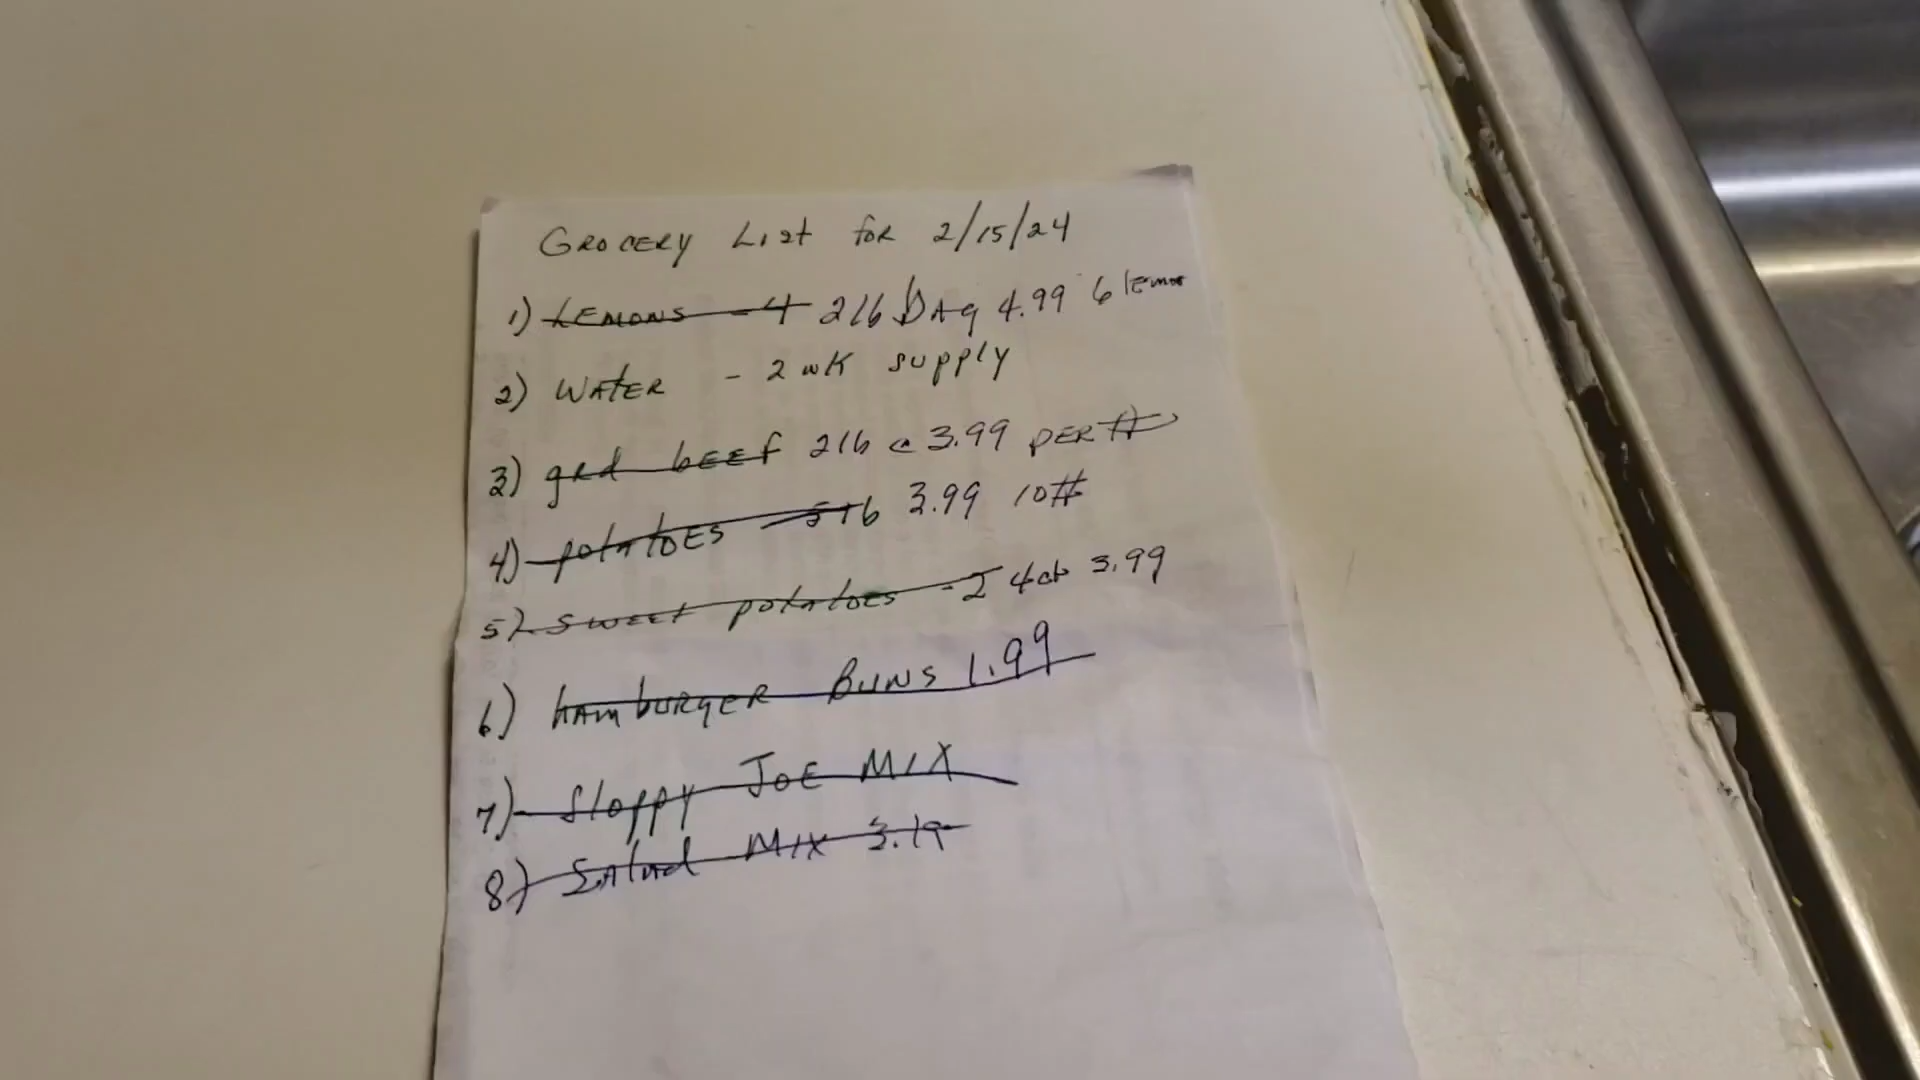 GROCERY LIST FOR 2/15/24
1) LEMONS - 4 2lb BAg 4.99 6 lemon
2) WATER - 2 wk supply
3) grd beef 2lb @ 3.99 PER #
4) potatoes 5lb 3.99 10#
5) Sweet potatoes - 2 4ct 3.99
6) hamburger Buns 1.99
7) Sloppy JOE MIX
8) Salad MIX 3.19